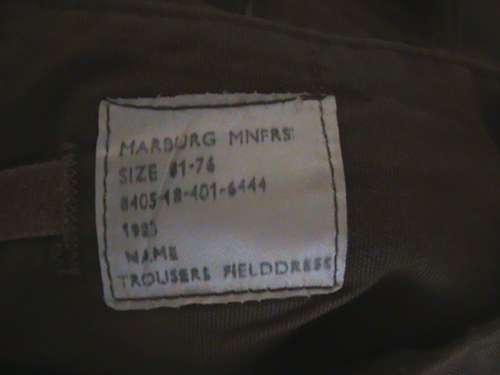 MARBURG MNFRS
SIZE 81-76
8405-18-401-6444
1985
NAME
TROUSERS FIELDDRESS